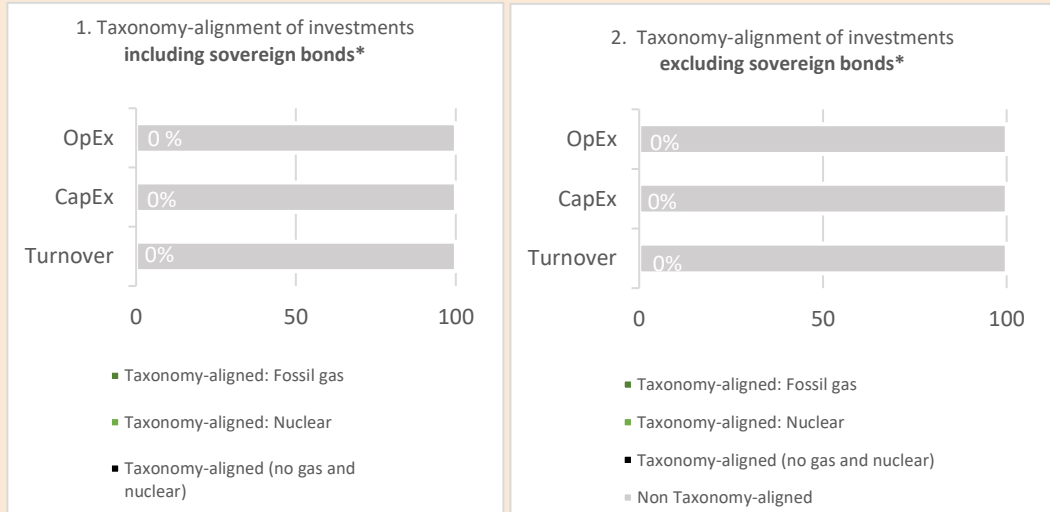 1. Taxonomy-alignment of investments
including sovereign bonds*
OpEx
0 %
CapEx
0%
Turnover
0%
0
50
100
Taxonomy-aligned: Fossil gas
Taxonomy-aligned: Nuclear
Taxonomy-aligned (no gas and
nuclear)
2. Taxonomy-alignment of investments
excluding sovereign bonds*
OpEx
0%
CapEx
0%
Turnover
0%
0
50
100
Taxonomy-aligned: Fossil gas
Taxonomy-aligned: Nuclear
Taxonomy-aligned (no gas and nuclear)
Non Taxonomy-aligned